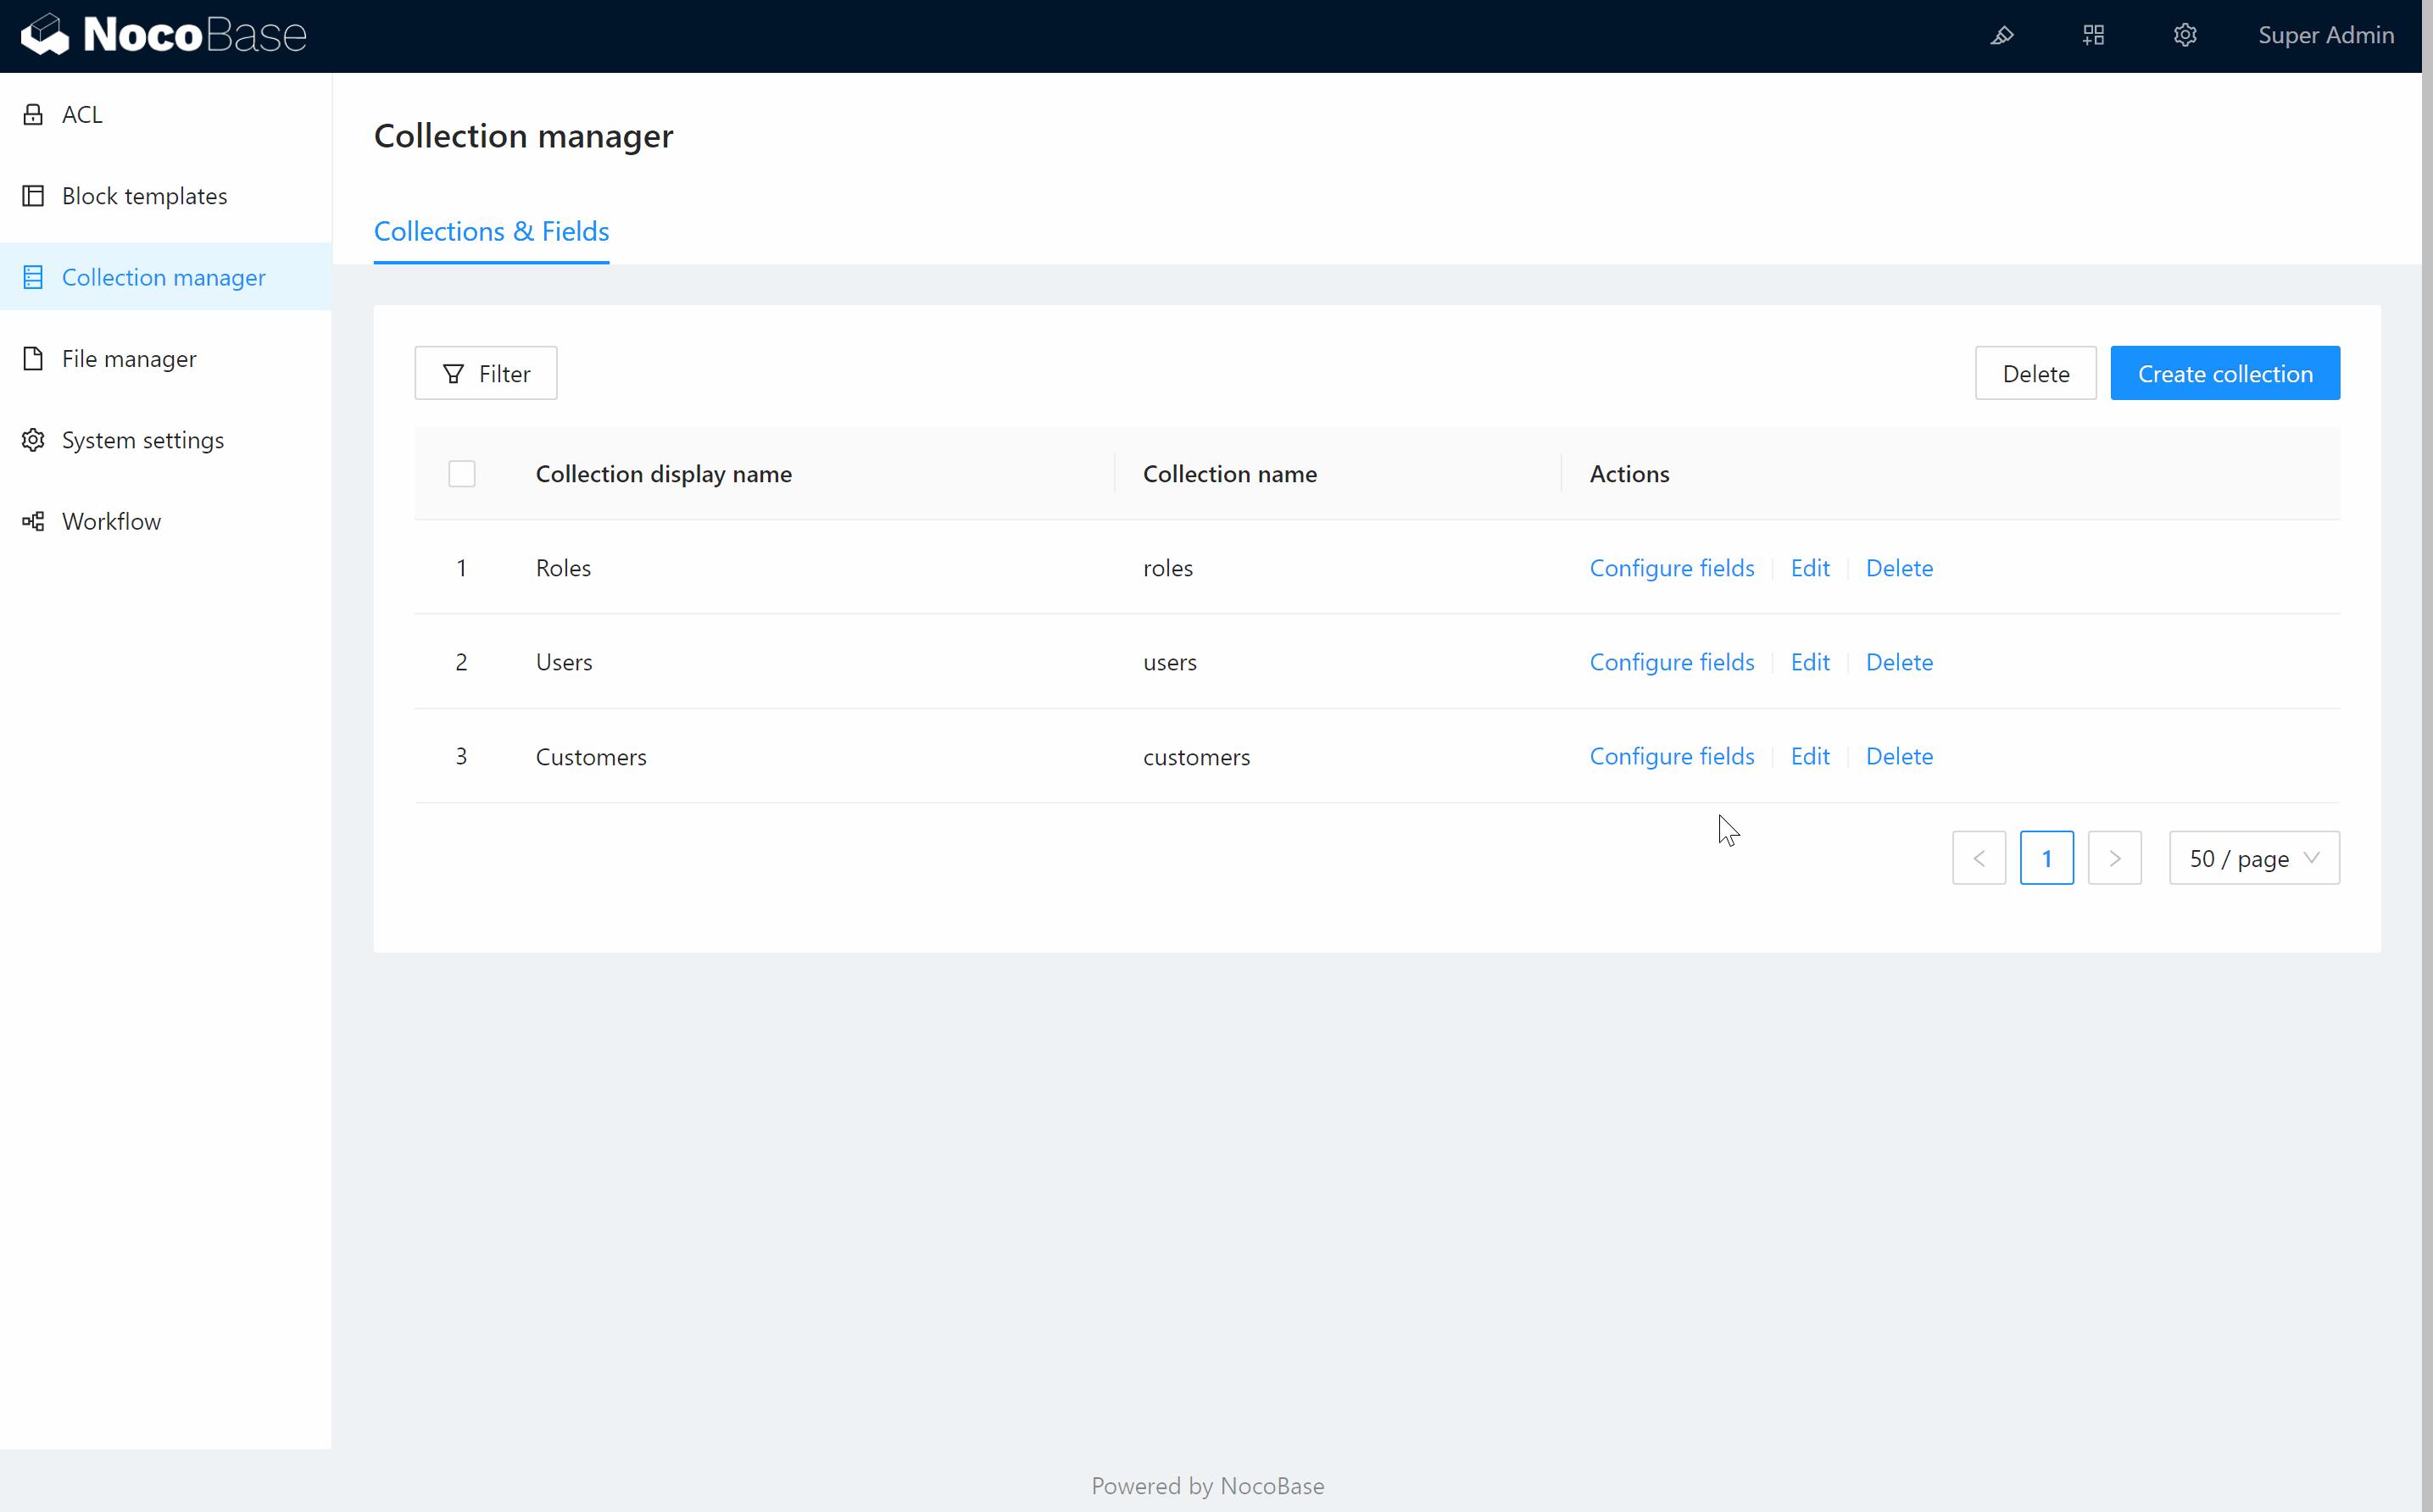 NocoBase
Super Admin
ACL
Block templates
Collection manager
File manager
System settings
Workflow
Collection manager
Collections & Fields
Filter
Delete
Create collection
Collection display name
Collection name
Actions
1 Roles roles Configure fields Edit Delete
2 Users users Configure fields Edit Delete
3 Customers customers Configure fields Edit Delete
1
50 / page
Powered by NocoBase